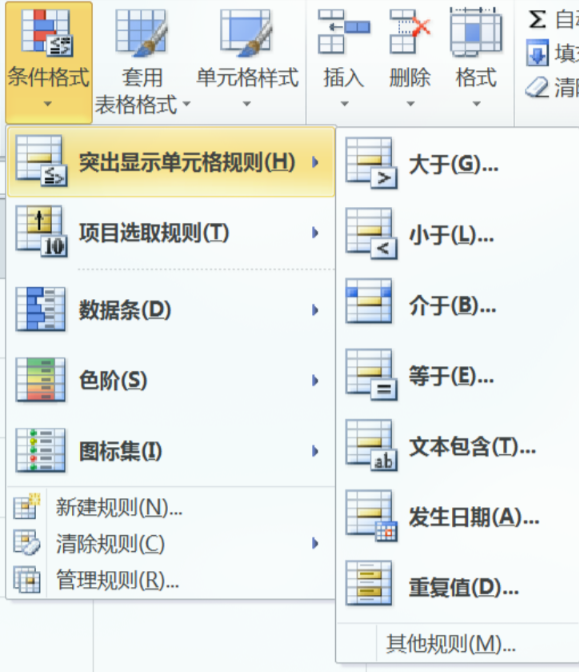 条件格式
套用
表格格式
单元格样式
插入
删除
格式
Σ 自动
填充
清
突出显示单元格规则(H)
项目选取规则(T)
数据条(D)
色阶(S)
图标集(I)
新建规则(N)...
清除规则(C)
管理规则(R)...
大于(G)...
小于(L)...
介于(B)...
等于(E)...
文本包含(T)...
发生日期(A)...
重复值(D)...
其他规则(M)...